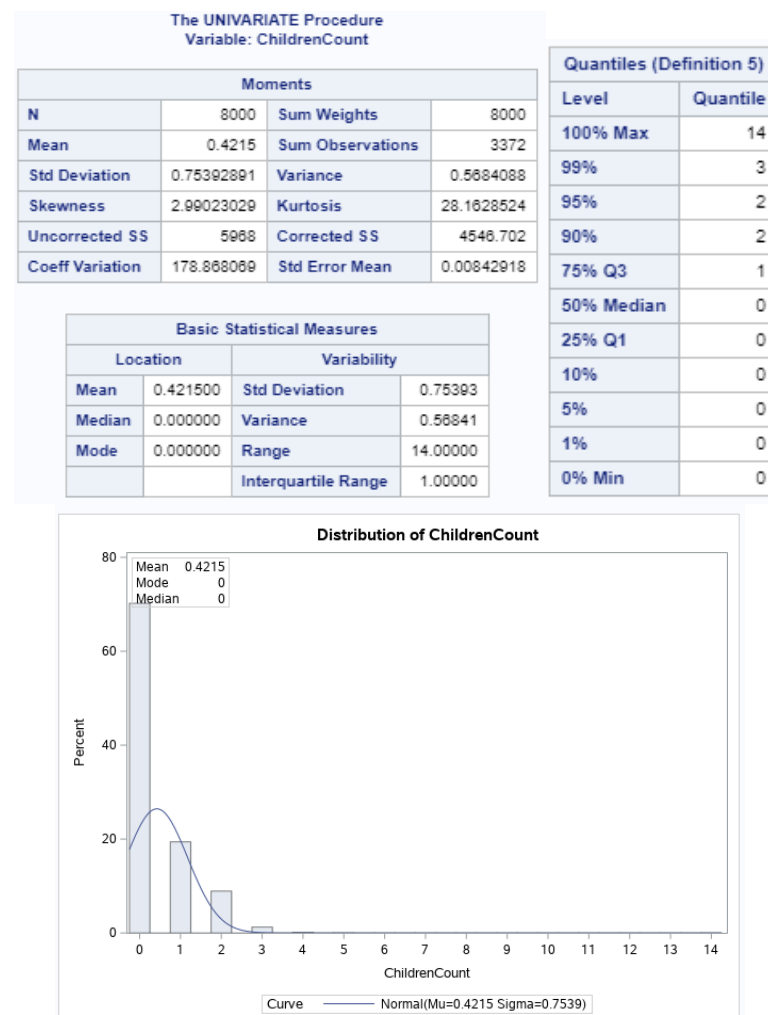 The UNIVARIATE Procedure
Variable: ChildrenCount
Moments
N 8000 Sum Weights 8000
Mean 0.4215 Sum Observations 3372
Std Deviation 0.75392891 Variance 0.5684088
Skewness 2.99023029 Kurtosis 28.1628524
Uncorrected SS 5968 Corrected SS 4546.702
Coeff Variation 178.868069 Std Error Mean 0.00842918
Basic Statistical Measures
Location Variability
Mean 0.421500 Std Deviation 0.75393
Median 0.000000 Variance 0.56841
Mode 0.000000 Range 14.00000
Interquartile Range 1.00000
Quantiles (Definition 5)
Level Quantile
100% Max 14
99% 3
95% 2
90% 2
75% Q3 1
50% Median 0
25% Q1 0
10% 0
5% 0
1% 0
0% Min 0
Distribution of ChildrenCount
Mean 0.4215
Mode 0
Median 0
80
60
40
20
0
Percent
0 1 2 3 4 5 6 7 8 9 10 11 12 13 14
ChildrenCount
Curve Normal(Mu=0.4215 Sigma=0.7539)